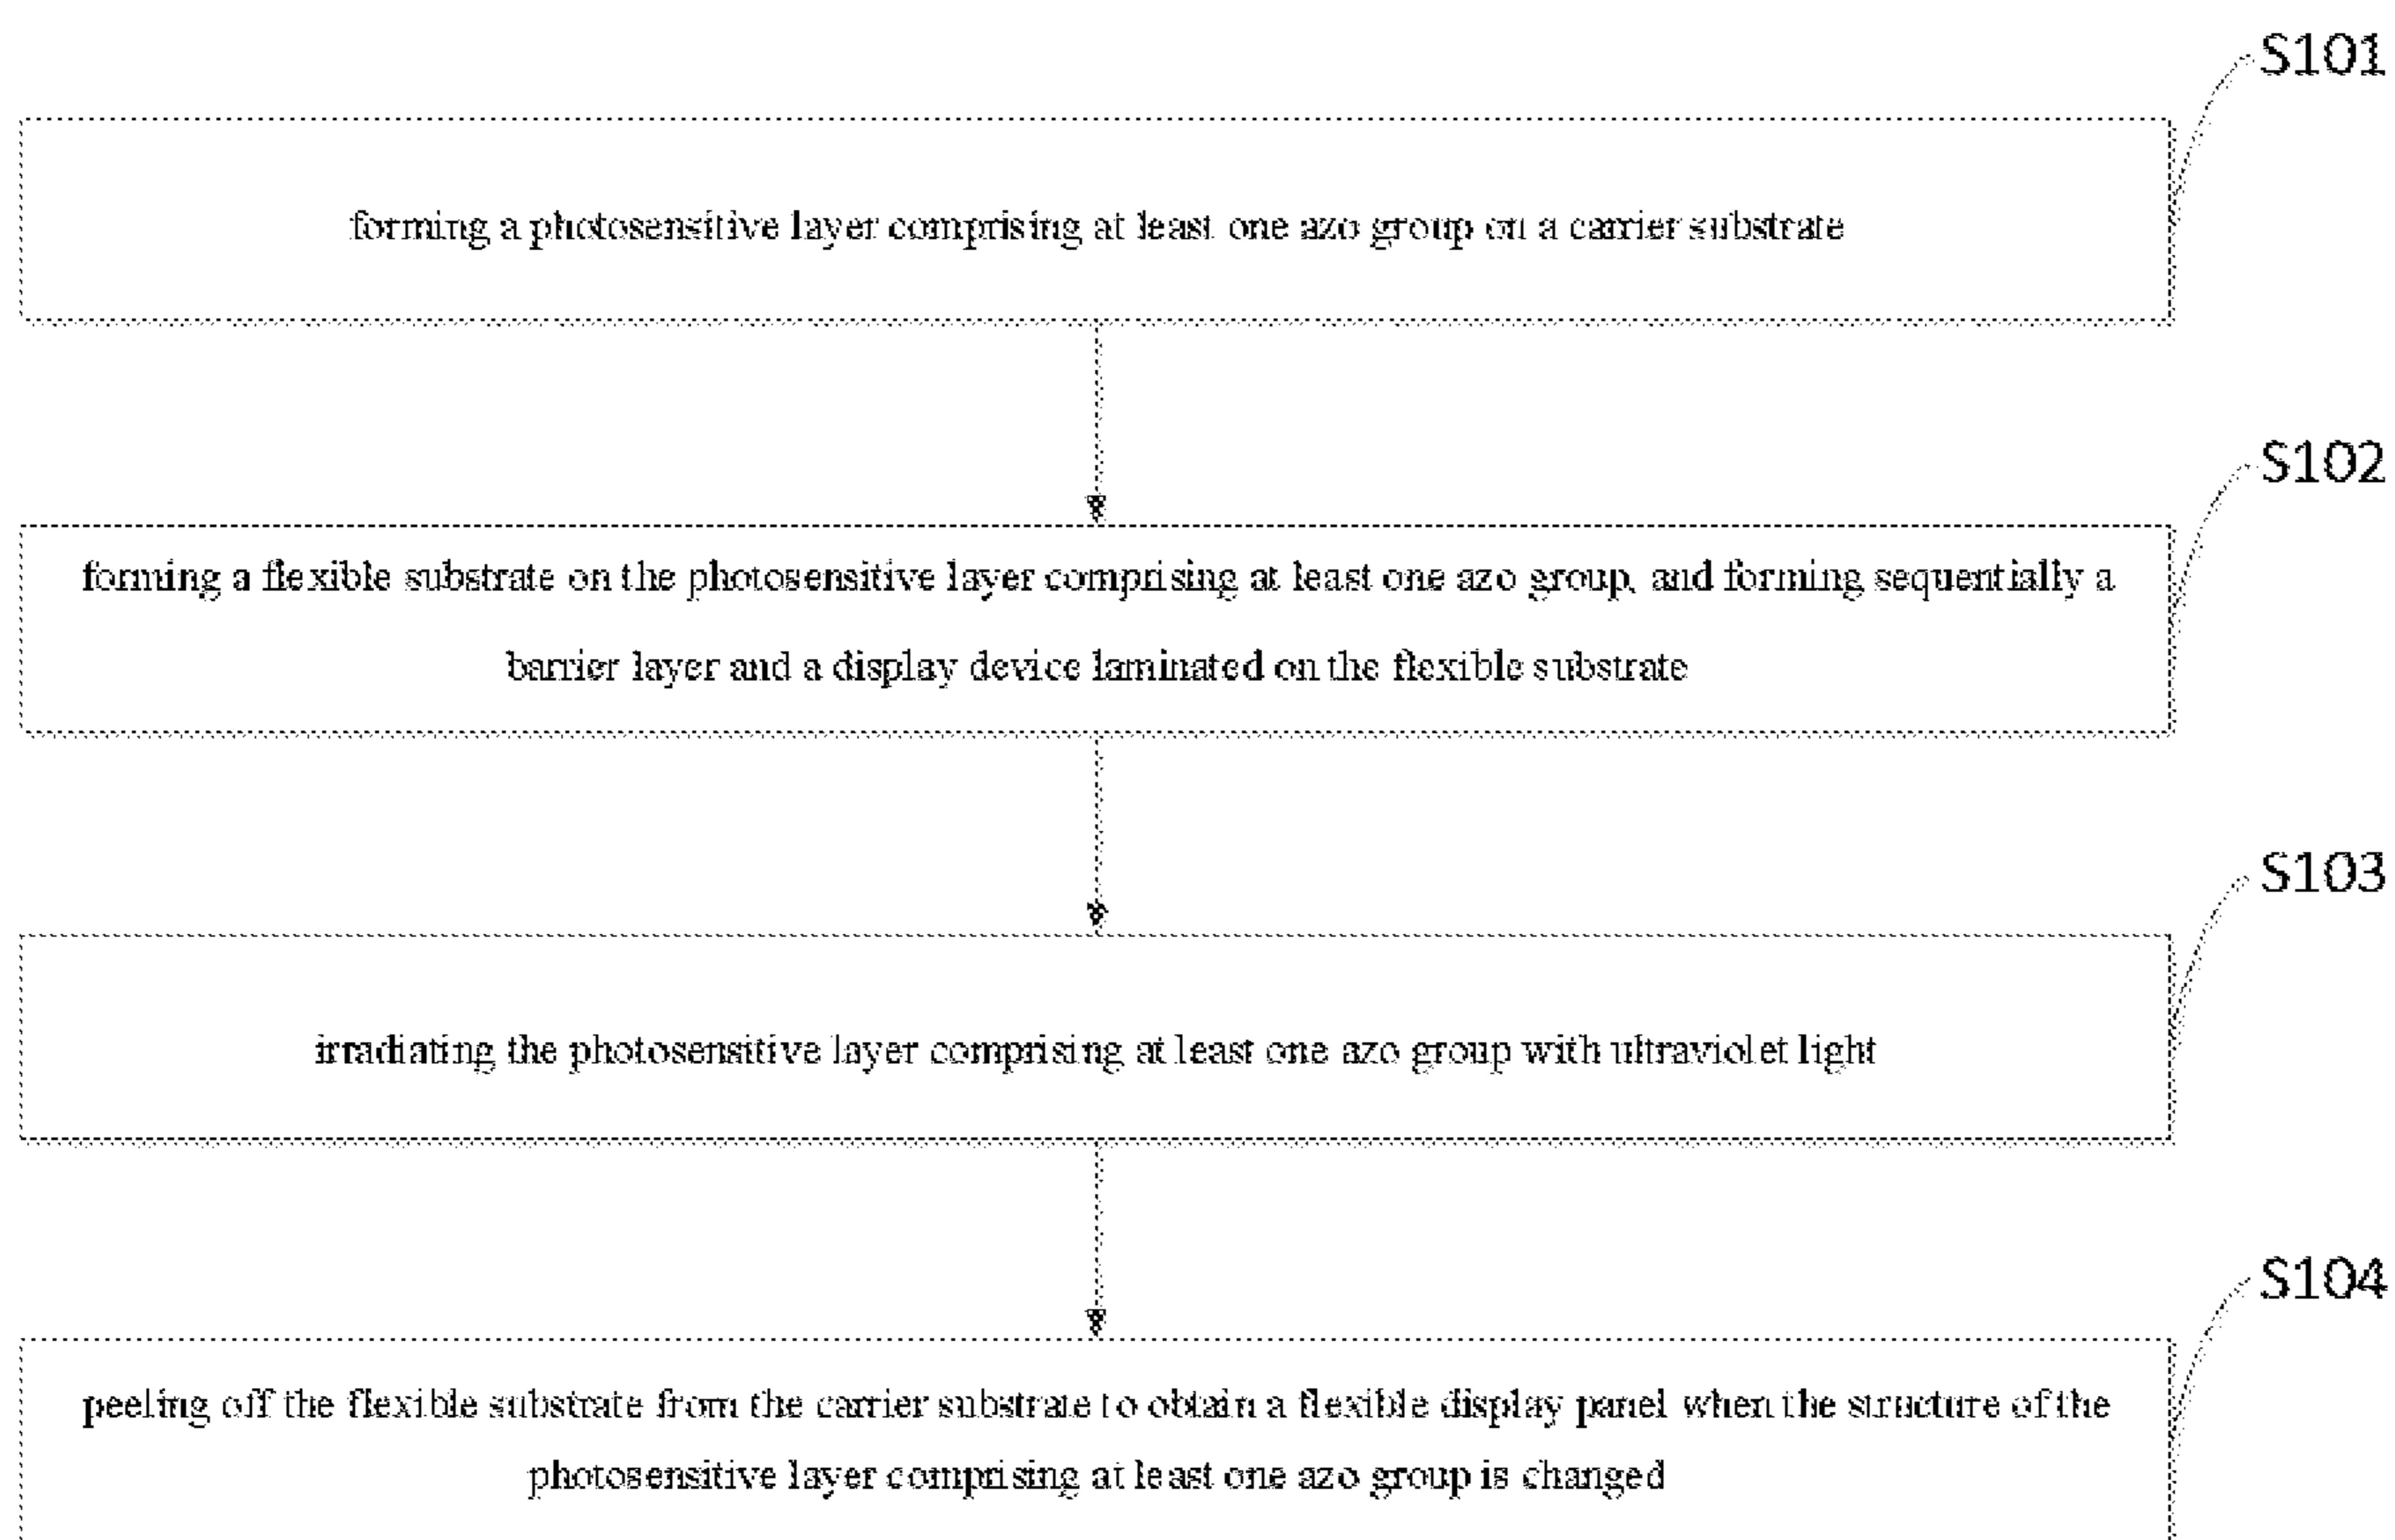 S101
forming a photosensitive layer comprising at least one azo group on a carrier substrate
S102
forming a flexible substrate on the photosensitive layer comprising at least one azo group, and forming sequentially a
barrier layer and a display device laminated on the flexible substrate
S103
irradiating the photosensitive layer comprising at least one azo group with ultraviolet light
S104
peeling off the flexible substrate from the carrier substrate to obtain a flexible display panel when the structure of the
photosensitive layer comprising at least one azo group is changed